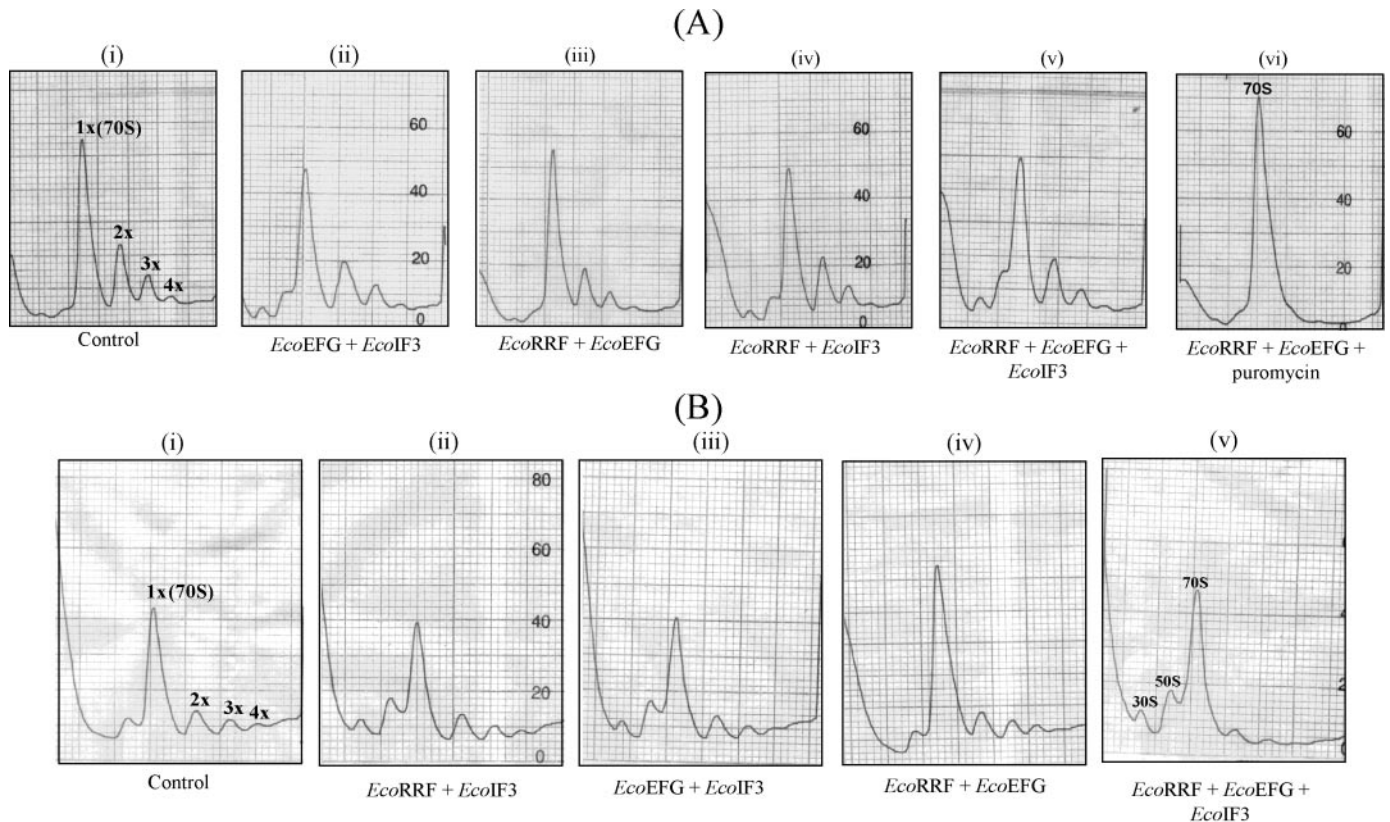 (A)
(i) (ii) (iii) (iv) (v) (vi)
1x(70S)
2x
3x
4x
60
40
20
0
60
40
20
0
70S
60
40
20
0
Control
EcoEFG + EcoIF3
EcoRRF + EcoEFG
EcoRRF + EcoIF3
EcoRRF + EcoEFG +
EcoIF3
EcoRRF + EcoEFG +
puromycin
(B)
(i) (ii) (iii) (iv) (v)
1x(70S)
2x
3x
4x
80
60
40
20
0
30S
50S
70S
Control
EcoRRF + EcoIF3
EcoEFG + EcoIF3
EcoRRF + EcoEFG
EcoRRF + EcoEFG +
EcoIF3